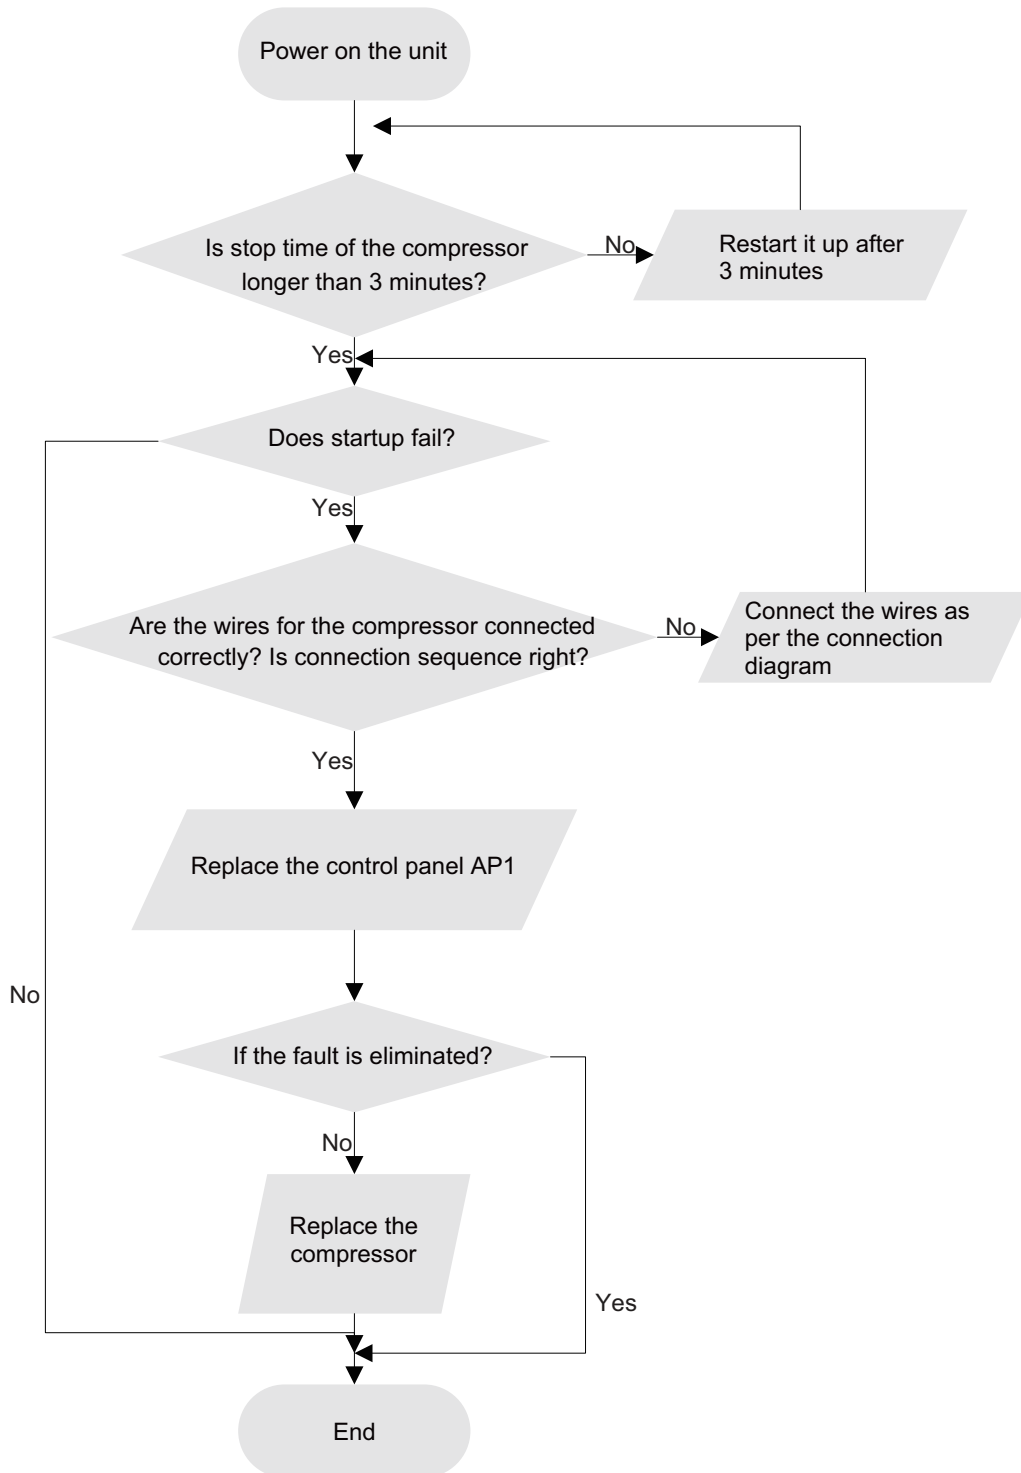 Power on the unit
Is stop time of the compressor
longer than 3 minutes?
No
Restart it up after
3 minutes
Yes
Does startup fail?
Yes
Are the wires for the compressor connected
correctly? Is connection sequence right?
No
Connect the wires as
per the connection
diagram
Yes
Replace the control panel AP1
No
If the fault is eliminated?
No
Replace the
compressor
Yes
End